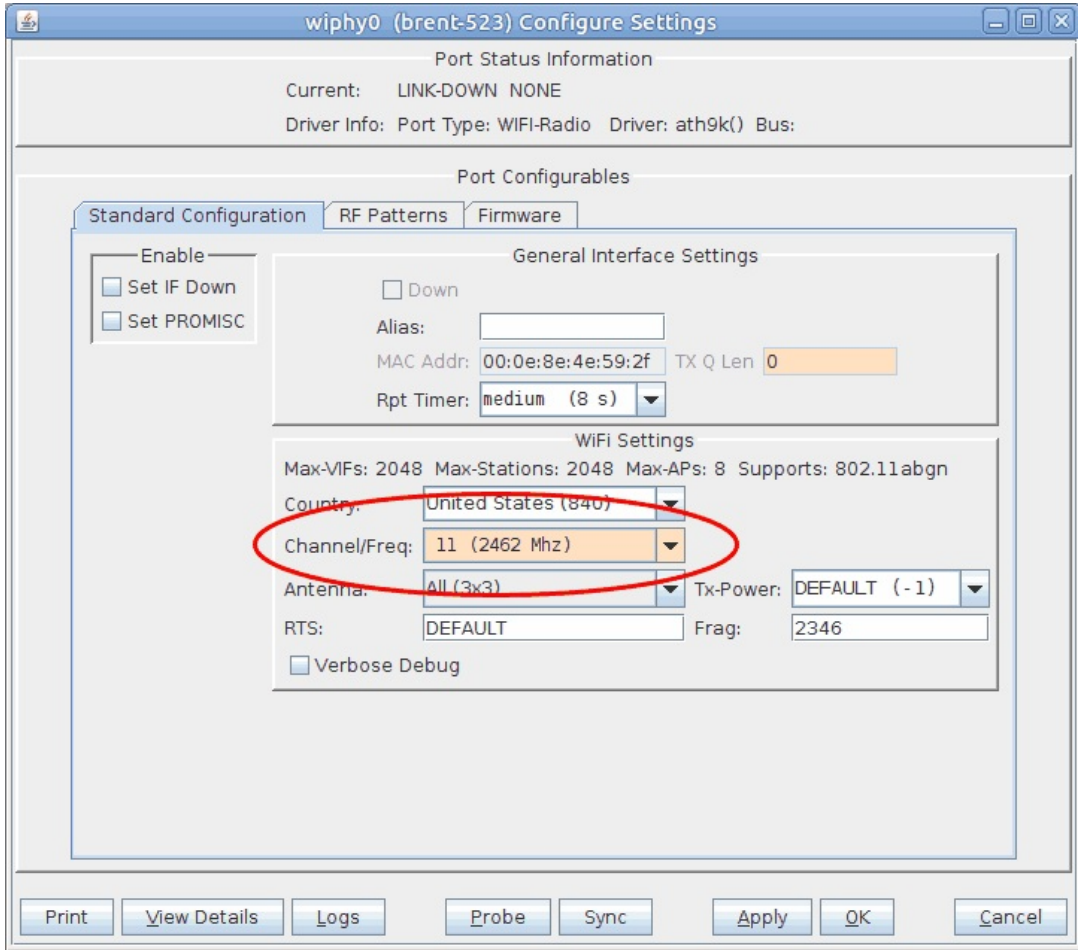 wiphy0 (brent-523) Configure Settings
Port Status Information
Current: LINK-DOWN NONE
Driver Info: Port Type: WIFI-Radio Driver: ath9k() Bus:
Port Configurables
Standard Configuration RF Patterns Firmware
Enable
Set IF Down
Set PROMISC
General Interface Settings
Down
Alias:
MAC Addr: 00:0e:8e:4e:59:2f TX Q Len 0
Rpt Timer: medium (8 s)
WiFi Settings
Max-VIFs: 2048 Max-Stations: 2048 Max-APs: 8 Supports: 802.11abgn
Country: United States (840)
Channel/Freq: 11 (2462 Mhz)
Antenna: All (3x3) Tx-Power: DEFAULT (-1)
RTS: DEFAULT Frag: 2346
Verbose Debug
Print View Details Logs Probe Sync Apply OK Cancel